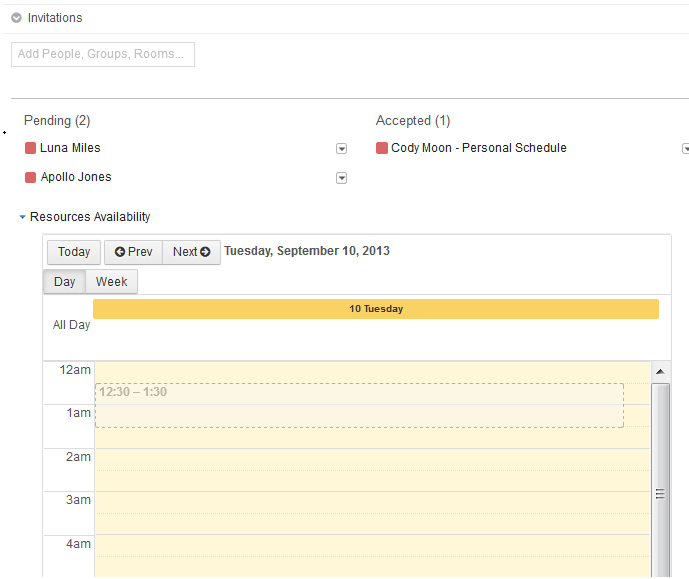 Invitations
Add People, Groups, Rooms...
Pending (2)
Accepted (1)
Luna Miles
Cody Moon - Personal Schedule
Apollo Jones
Resources Availability
Today Prev Next Tuesday, September 10, 2013
Day Week
10 Tuesday
All Day
12am
12:30 – 1:30
1am
2am
3am
4am